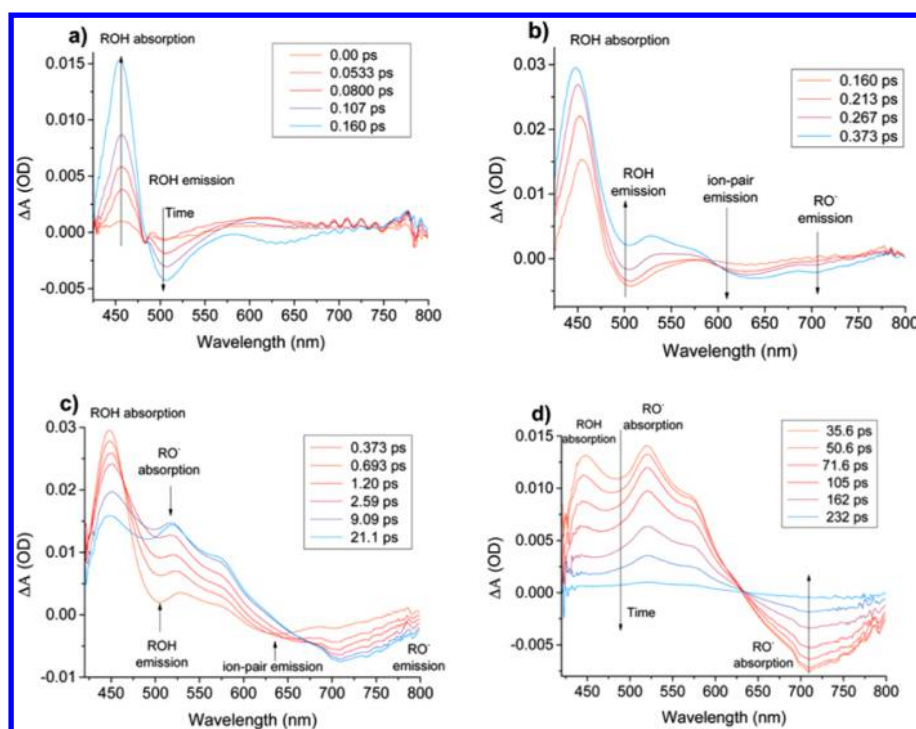 a)
ROH absorption
0.00 ps
0.0533 ps
0.0800 ps
0.107 ps
0.160 ps
ROH emission
Time
ΔA (OD)
0.015
0.010
0.005
0.000
-0.005
450 500 550 600 650 700 750 800
Wavelength (nm)
b)
ROH absorption
0.160 ps
0.213 ps
0.267 ps
0.373 ps
ROH
emission
ion-pair
emission
RO⁻
emission
ΔA (OD)
0.03
0.02
0.01
0.00
450 500 550 600 650 700 750 800
Wavelength (nm)
c)
ROH absorption
RO⁻
absorption
0.373 ps
0.693 ps
1.20 ps
2.59 ps
9.09 ps
21.1 ps
ROH
emission
ion-pair emission
RO⁻
emission
ΔA (OD)
0.03
0.02
0.01
0.00
-0.01
450 500 550 600 650 700 750 800
Wavelength (nm)
d)
ROH
absorption
RO⁻
absorption
35.6 ps
50.6 ps
71.6 ps
105 ps
162 ps
232 ps
Time
RO⁻
absorption
ΔA (OD)
0.015
0.010
0.005
0.000
-0.005
450 500 550 600 650 700 750 800
Wavelength (nm)